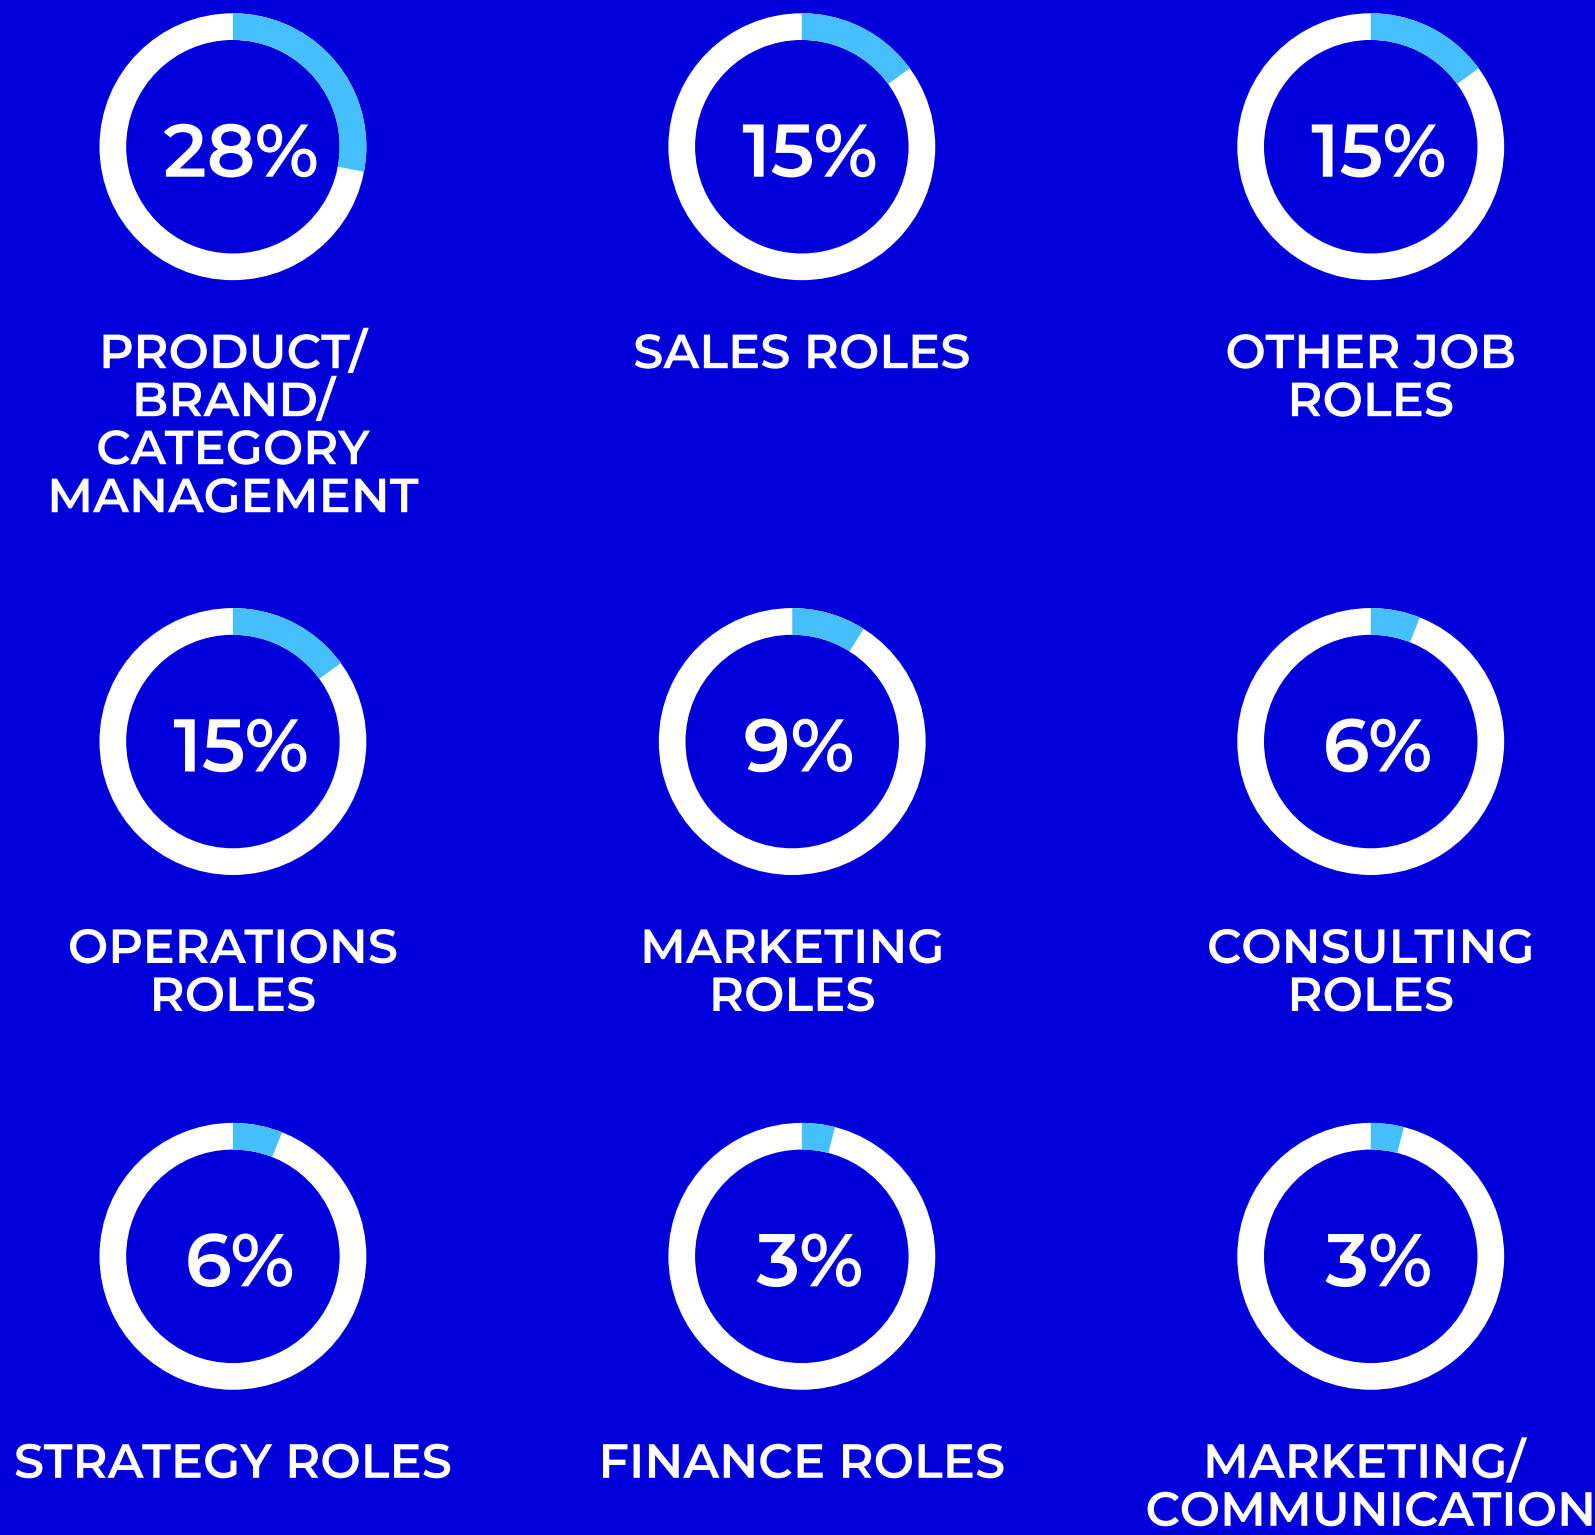 28%
PRODUCT/
BRAND/
CATEGORY
MANAGEMENT
15%
SALES ROLES
15%
OTHER JOB
ROLES
15%
OPERATIONS
ROLES
9%
MARKETING
ROLES
6%
CONSULTING
ROLES
6%
STRATEGY ROLES
3%
FINANCE ROLES
3%
MARKETING/
COMMUNICATION